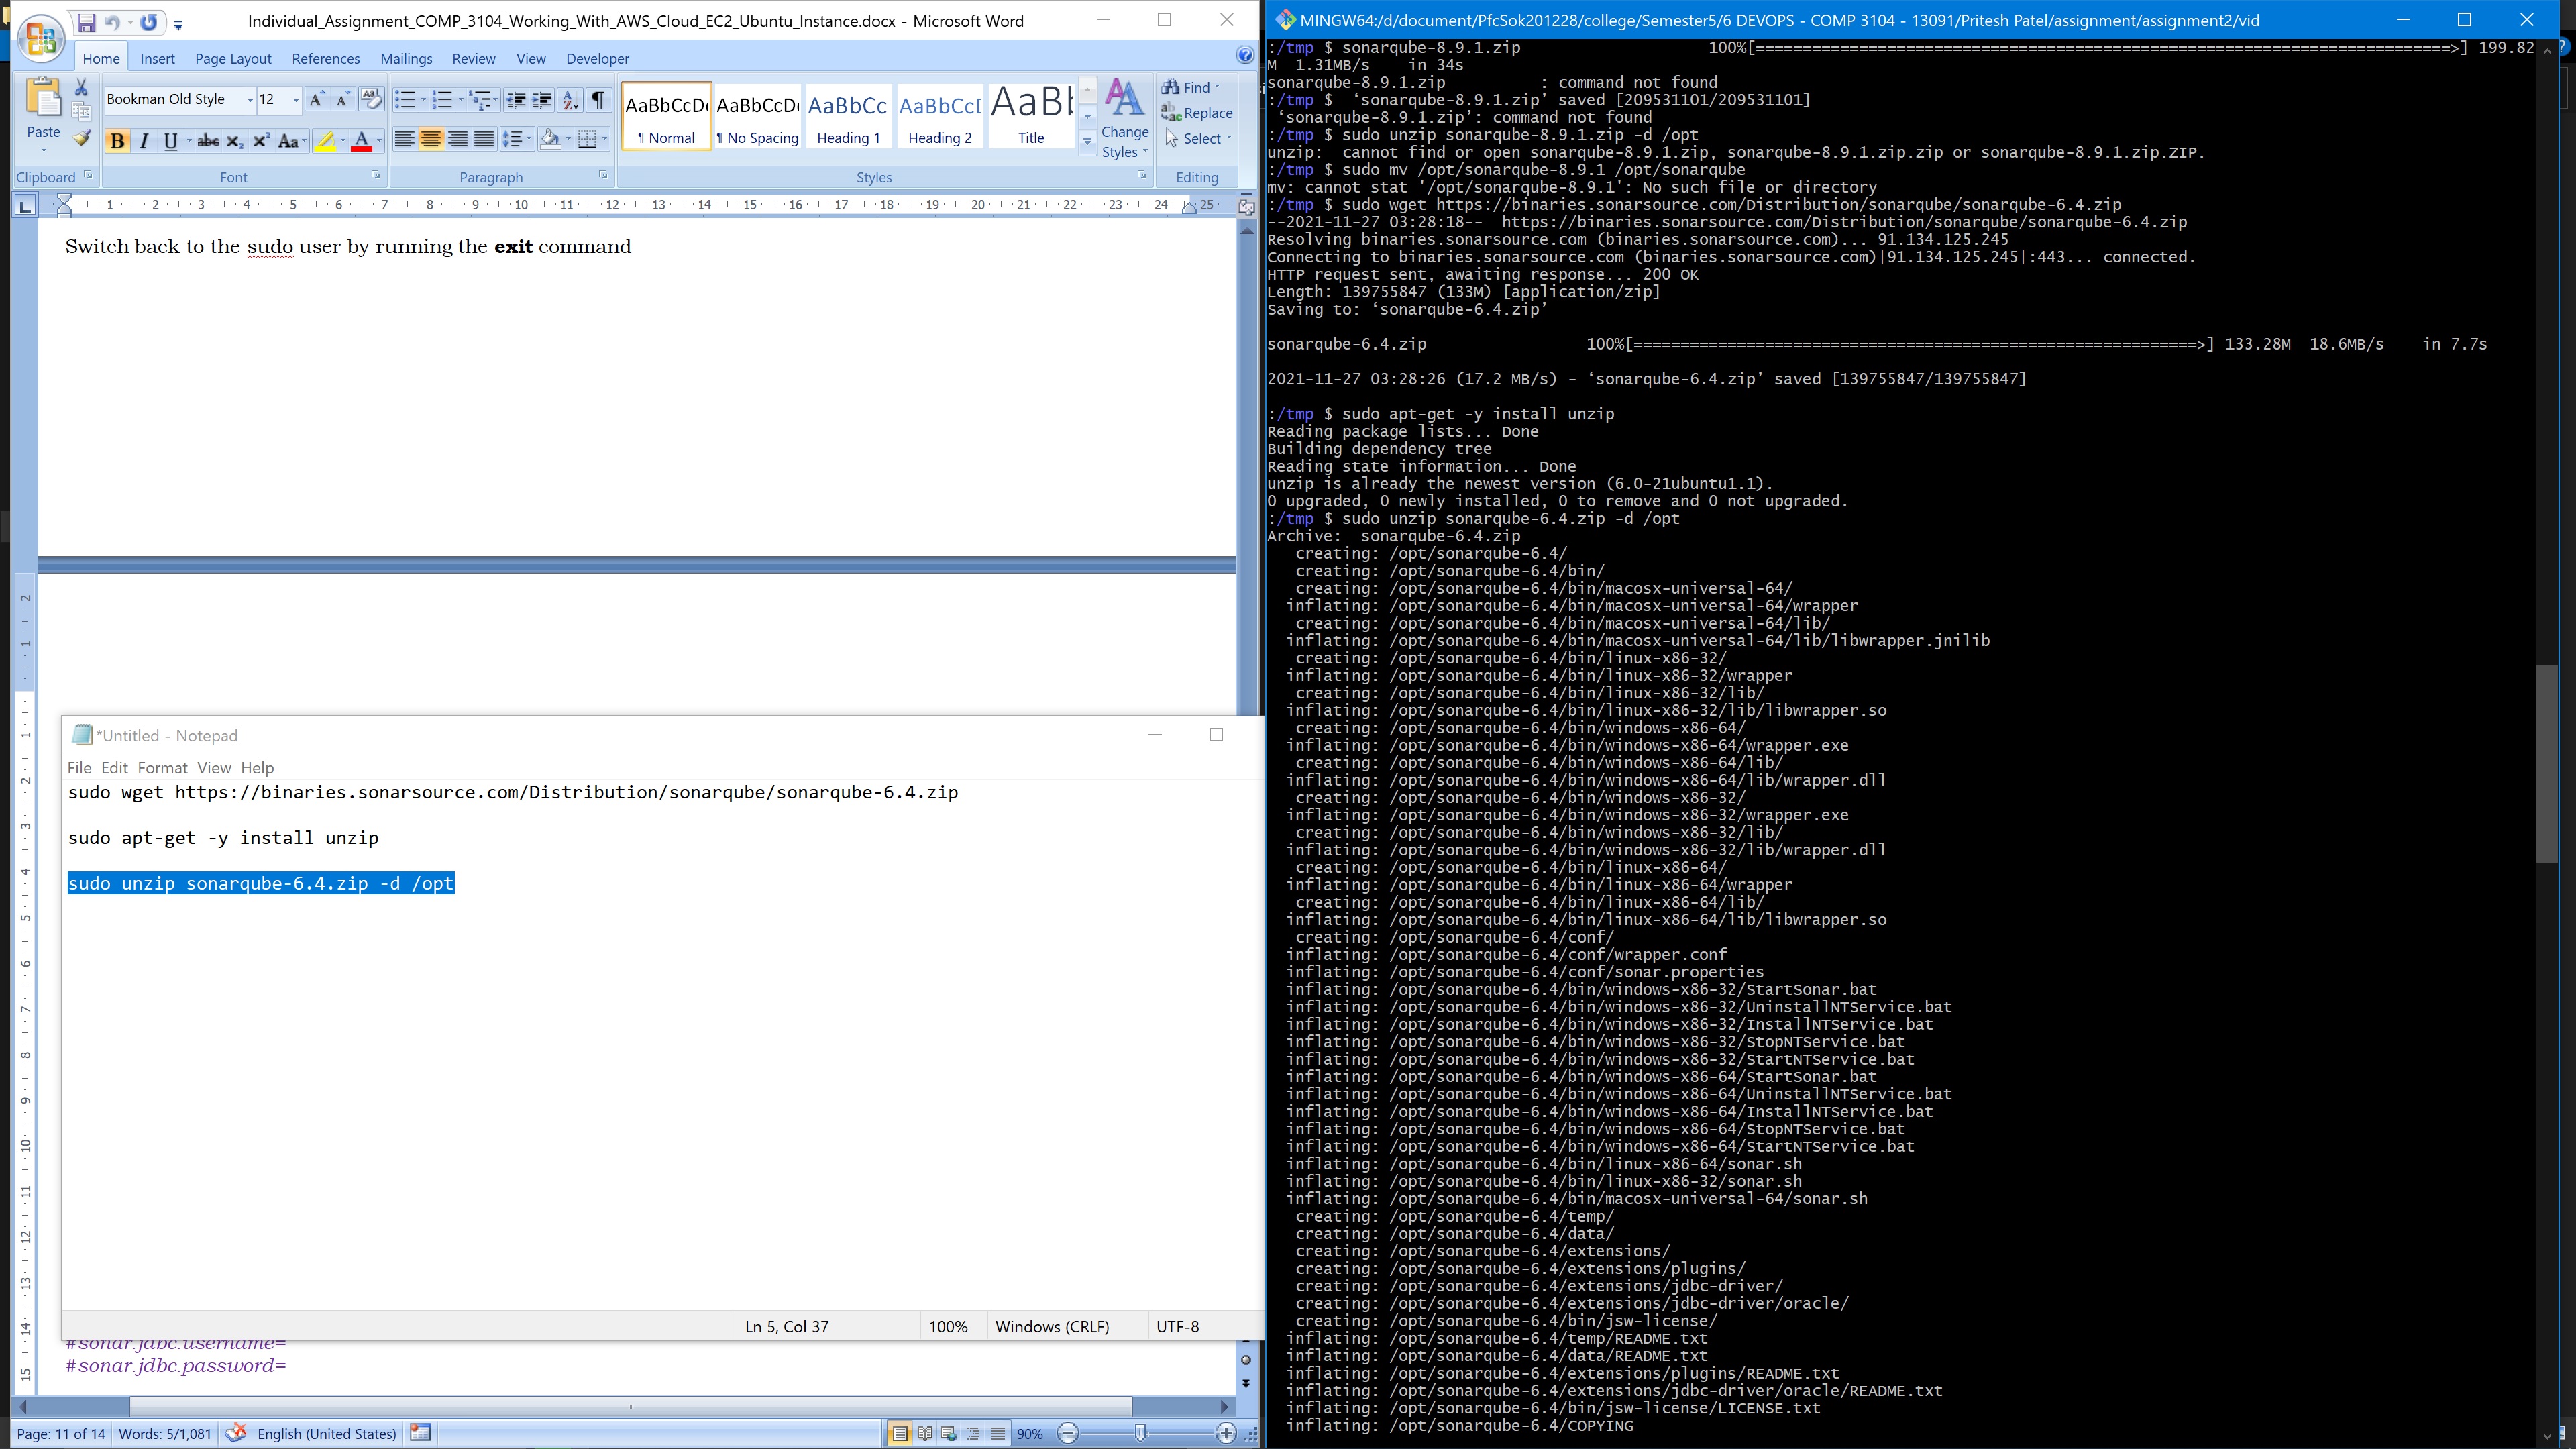 Individual_Assignment_COMP_3104_Working_With_AWS_Cloud_EC2_Ubuntu_Instance.docx - Microsoft Word
Home Insert Page Layout References Mailings Review View Developer
Paste
Bookman Old Style 12
AaBbCcDc AaBbCcDc AaBbCc AaBbCcD AaBb
¶ Normal ¶ No Spacing Heading 1 Heading 2 Title
Change Styles
Find
Replace
Select
Clipboard Font Paragraph Styles Editing
1 2 3 4 5 6 7 8 9 10 11 12 13 14 15 16 17 18 19 20 21 22 23 24 25
Switch back to the sudo user by running the exit command
*Untitled - Notepad
File Edit Format View Help
sudo wget https://binaries.sonarsource.com/Distribution/sonarqube/sonarqube-6.4.zip
sudo apt-get -y install unzip
sudo unzip sonarqube-6.4.zip -d /opt
Ln 5, Col 37 100% Windows (CRLF) UTF-8
#sonar.jdbc.username=
#sonar.jdbc.password=
Page: 11 of 14 Words: 5/1,081 English (United States) 90%
MINGW64:/d/document/PfcSok201228/college/Semester5/6 DEVOPS - COMP 3104 - 13091/Pritesh Patel/assignment/assignment2/vid
:/tmp $ sonarqube-8.9.1.zip 100%[==========================================================================>] 199.82
M 1.31MB/s in 34s
sonarqube-8.9.1.zip : command not found
:/tmp $ ‘sonarqube-8.9.1.zip’ saved [209531101/209531101]
‘sonarqube-8.9.1.zip’: command not found
:/tmp $ sudo unzip sonarqube-8.9.1.zip -d /opt
unzip: cannot find or open sonarqube-8.9.1.zip, sonarqube-8.9.1.zip.zip or sonarqube-8.9.1.zip.ZIP.
:/tmp $ sudo mv /opt/sonarqube-8.9.1 /opt/sonarqube
mv: cannot stat '/opt/sonarqube-8.9.1': No such file or directory
:/tmp $ sudo wget https://binaries.sonarsource.com/Distribution/sonarqube/sonarqube-6.4.zip
--2021-11-27 03:28:18-- https://binaries.sonarsource.com/Distribution/sonarqube/sonarqube-6.4.zip
Resolving binaries.sonarsource.com (binaries.sonarsource.com)... 91.134.125.245
Connecting to binaries.sonarsource.com (binaries.sonarsource.com)|91.134.125.245|:443... connected.
HTTP request sent, awaiting response... 200 OK
Length: 139755847 (133M) [application/zip]
Saving to: ‘sonarqube-6.4.zip’
sonarqube-6.4.zip 100%[============================================================>] 133.28M 18.6MB/s in 7.7s
2021-11-27 03:28:26 (17.2 MB/s) - ‘sonarqube-6.4.zip’ saved [139755847/139755847]
:/tmp $ sudo apt-get -y install unzip
Reading package lists... Done
Building dependency tree
Reading state information... Done
unzip is already the newest version (6.0-21ubuntu1.1).
0 upgraded, 0 newly installed, 0 to remove and 0 not upgraded.
:/tmp $ sudo unzip sonarqube-6.4.zip -d /opt
Archive: sonarqube-6.4.zip
creating: /opt/sonarqube-6.4/
creating: /opt/sonarqube-6.4/bin/
creating: /opt/sonarqube-6.4/bin/macosx-universal-64/
inflating: /opt/sonarqube-6.4/bin/macosx-universal-64/wrapper
creating: /opt/sonarqube-6.4/bin/macosx-universal-64/lib/
inflating: /opt/sonarqube-6.4/bin/macosx-universal-64/lib/libwrapper.jnilib
creating: /opt/sonarqube-6.4/bin/linux-x86-32/
inflating: /opt/sonarqube-6.4/bin/linux-x86-32/wrapper
creating: /opt/sonarqube-6.4/bin/linux-x86-32/lib/
inflating: /opt/sonarqube-6.4/bin/linux-x86-32/lib/libwrapper.so
creating: /opt/sonarqube-6.4/bin/windows-x86-64/
inflating: /opt/sonarqube-6.4/bin/windows-x86-64/wrapper.exe
creating: /opt/sonarqube-6.4/bin/windows-x86-64/lib/
inflating: /opt/sonarqube-6.4/bin/windows-x86-64/lib/wrapper.dll
creating: /opt/sonarqube-6.4/bin/windows-x86-32/
inflating: /opt/sonarqube-6.4/bin/windows-x86-32/wrapper.exe
creating: /opt/sonarqube-6.4/bin/windows-x86-32/lib/
inflating: /opt/sonarqube-6.4/bin/windows-x86-32/lib/wrapper.dll
creating: /opt/sonarqube-6.4/bin/linux-x86-64/
inflating: /opt/sonarqube-6.4/bin/linux-x86-64/wrapper
creating: /opt/sonarqube-6.4/bin/linux-x86-64/lib/
inflating: /opt/sonarqube-6.4/bin/linux-x86-64/lib/libwrapper.so
creating: /opt/sonarqube-6.4/conf/
inflating: /opt/sonarqube-6.4/conf/wrapper.conf
inflating: /opt/sonarqube-6.4/conf/sonar.properties
inflating: /opt/sonarqube-6.4/bin/windows-x86-32/StartSonar.bat
inflating: /opt/sonarqube-6.4/bin/windows-x86-32/UninstallNTService.bat
inflating: /opt/sonarqube-6.4/bin/windows-x86-32/InstallNTService.bat
inflating: /opt/sonarqube-6.4/bin/windows-x86-32/StopNTService.bat
inflating: /opt/sonarqube-6.4/bin/windows-x86-32/StartNTService.bat
inflating: /opt/sonarqube-6.4/bin/windows-x86-64/StartSonar.bat
inflating: /opt/sonarqube-6.4/bin/windows-x86-64/UninstallNTService.bat
inflating: /opt/sonarqube-6.4/bin/windows-x86-64/InstallNTService.bat
inflating: /opt/sonarqube-6.4/bin/windows-x86-64/StopNTService.bat
inflating: /opt/sonarqube-6.4/bin/windows-x86-64/StartNTService.bat
inflating: /opt/sonarqube-6.4/bin/linux-x86-64/sonar.sh
inflating: /opt/sonarqube-6.4/bin/linux-x86-32/sonar.sh
inflating: /opt/sonarqube-6.4/bin/macosx-universal-64/sonar.sh
creating: /opt/sonarqube-6.4/temp/
creating: /opt/sonarqube-6.4/data/
creating: /opt/sonarqube-6.4/extensions/
creating: /opt/sonarqube-6.4/extensions/plugins/
creating: /opt/sonarqube-6.4/extensions/jdbc-driver/
creating: /opt/sonarqube-6.4/extensions/jdbc-driver/oracle/
creating: /opt/sonarqube-6.4/bin/jsw-license/
inflating: /opt/sonarqube-6.4/temp/README.txt
inflating: /opt/sonarqube-6.4/data/README.txt
inflating: /opt/sonarqube-6.4/extensions/plugins/README.txt
inflating: /opt/sonarqube-6.4/extensions/jdbc-driver/oracle/README.txt
inflating: /opt/sonarqube-6.4/bin/jsw-license/LICENSE.txt
inflating: /opt/sonarqube-6.4/COPYING